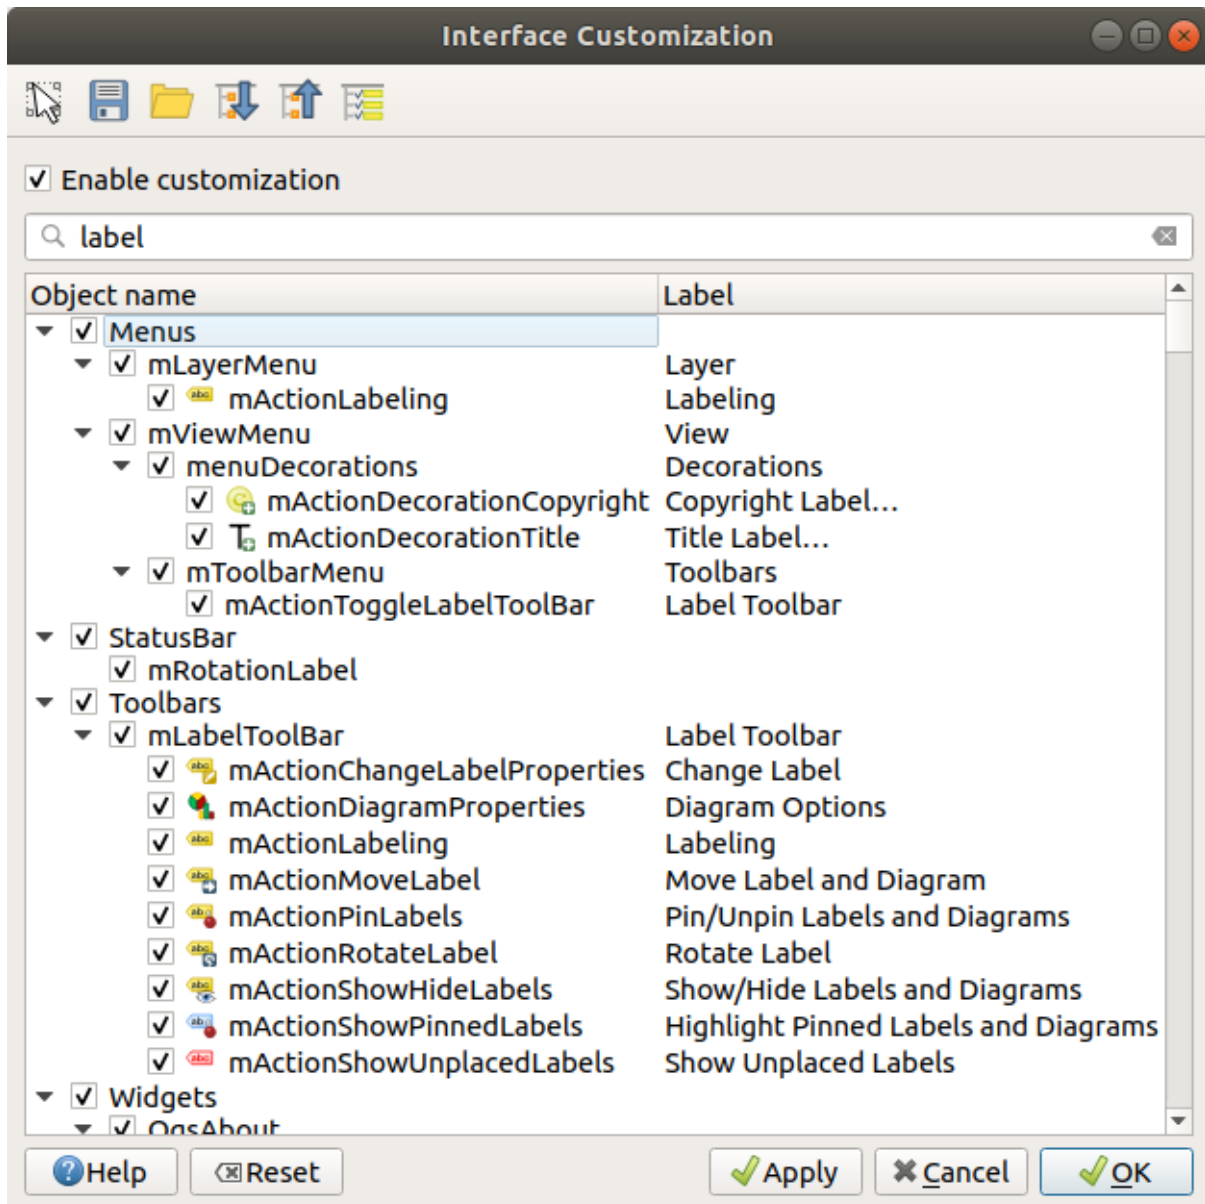 Interface Customization
Enable customization
label
Object name Label
Menus
mLayerMenu Layer
mActionLabeling Labeling
mViewMenu View
menuDecorations Decorations
mActionDecorationCopyright Copyright Label...
mActionDecorationTitle Title Label...
mToolbarMenu Toolbars
mActionToggleLabelToolBar Label Toolbar
StatusBar
mRotationLabel
Toolbars
mLabelToolBar Label Toolbar
mActionChangeLabelProperties Change Label
mActionDiagramProperties Diagram Options
mActionLabeling Labeling
mActionMoveLabel Move Label and Diagram
mActionPinLabels Pin/Unpin Labels and Diagrams
mActionRotateLabel Rotate Label
mActionShowHideLabels Show/Hide Labels and Diagrams
mActionShowPinnedLabels Highlight Pinned Labels and Diagrams
mActionShowUnplacedLabels Show Unplaced Labels
Widgets
QgsAbout
Help Reset Apply Cancel OK